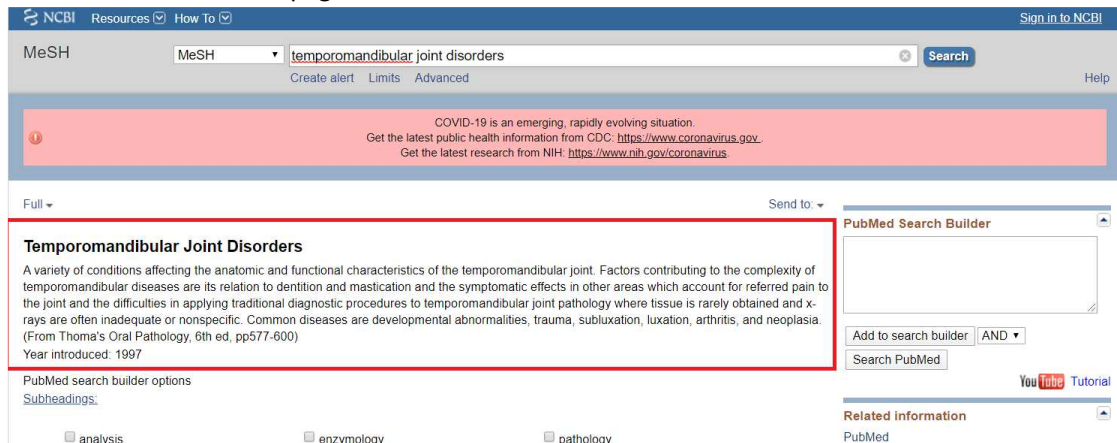 NCBI Resources How To Sign in to NCBI
MeSH MeSH temporomandibular joint disorders Search
Create alert Limits Advanced Help
COVID-19 is an emerging, rapidly evolving situation.
Get the latest public health information from CDC: https://www.coronavirus.gov .
Get the latest research from NIH: https://www.nih.gov/coronavirus.
Full Send to:
PubMed Search Builder
Temporomandibular Joint Disorders
A variety of conditions affecting the anatomic and functional characteristics of the temporomandibular joint. Factors contributing to the complexity of
temporomandibular diseases are its relation to dentition and mastication and the symptomatic effects in other areas which account for referred pain to
the joint and the difficulties in applying traditional diagnostic procedures to temporomandibular joint pathology where tissue is rarely obtained and x-
rays are often inadequate or nonspecific. Common diseases are developmental abnormalities, trauma, subluxation, luxation, arthritis, and neoplasia.
(From Thoma's Oral Pathology, 6th ed, pp577-600)
Year introduced: 1997
Add to search builder AND
Search PubMed
PubMed search builder options
Subheadings:
You Tube Tutorial
Related information
analysis enzymology pathology
PubMed